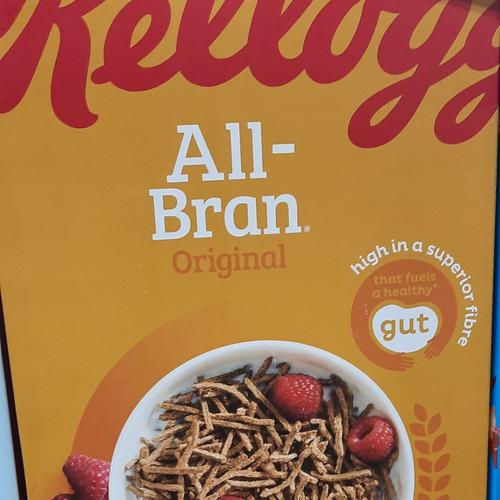 Kellogg
All-
Bran®
Original
high in a superior fibre
that fuels
a healthy*
gut